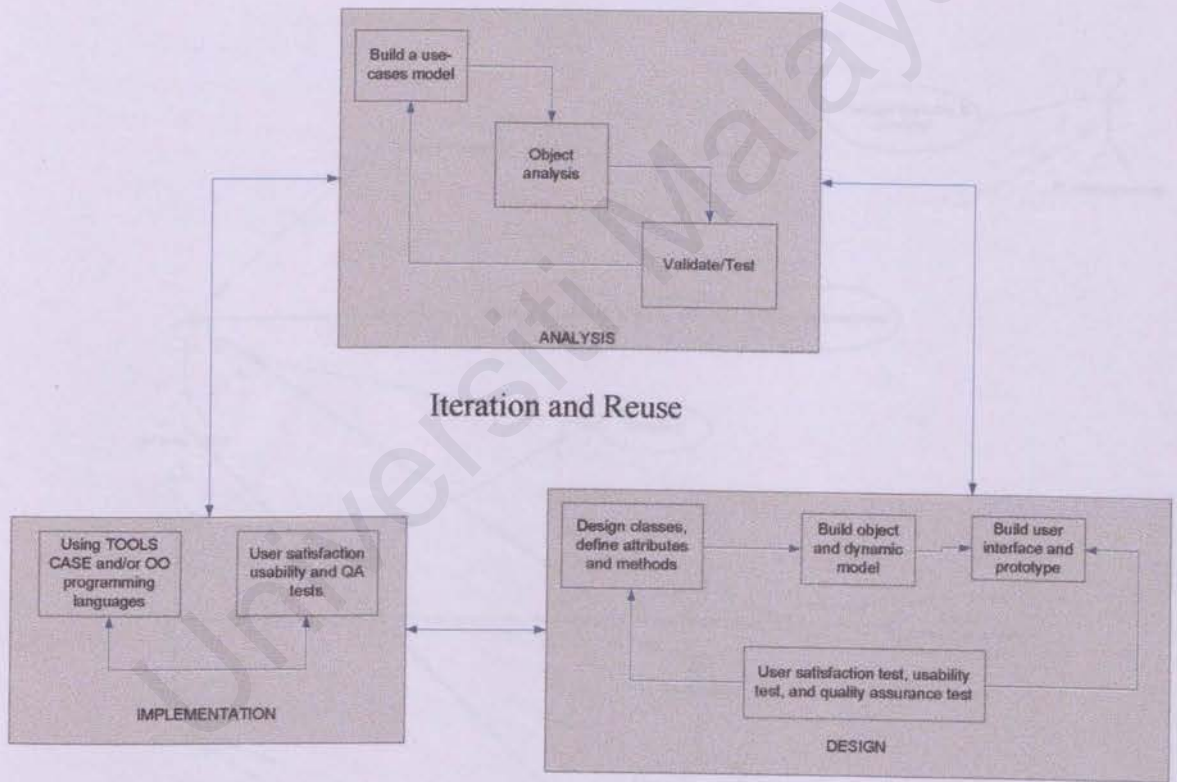 Build a use-
cases model
Object
analysis
Validate/Test
ANALYSIS
Iteration and Reuse
Using TOOLS
CASE and/or OO
programming
languages
User satisfaction
usability and QA
tests
IMPLEMENTATION
Design classes,
define attributes
and methods
Build object
and dynamic
model
Build user
interface and
prototype
User satisfaction test, usability
test, and quality assurance test
DESIGN
Universiti Malay